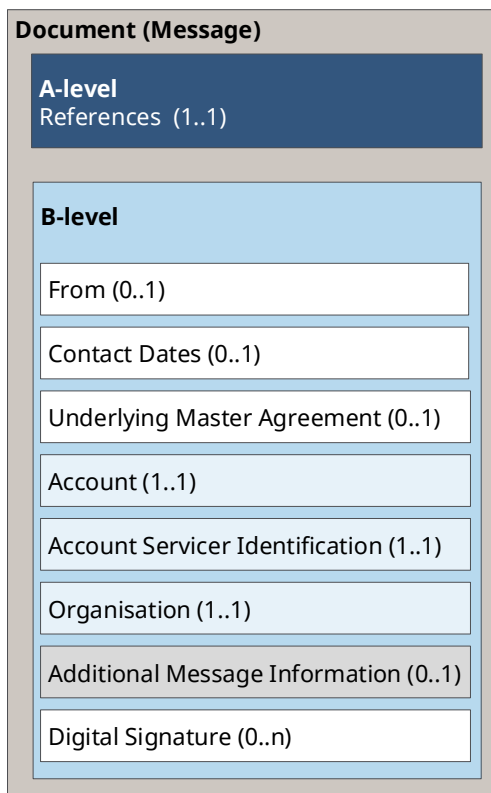 Document (Message)
A-level
References (1..1)
B-level
From (0..1)
Contact Dates (0..1)
Underlying Master Agreement (0..1)
Account (1..1)
Account Servicer Identification (1..1)
Organisation (1..1)
Additional Message Information (0..1)
Digital Signature (0..n)